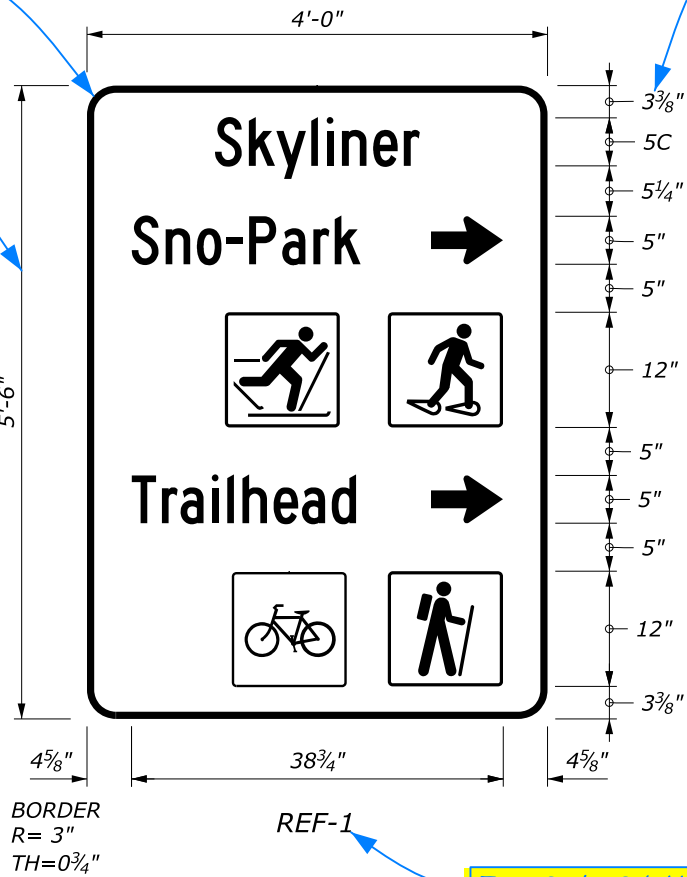 4'-0"
3⅜"
Skyliner
5C
5¼"
Sno-Park
5"
5"
12"
5'-6"
5"
Trailhead
5"
5"
12"
3⅜"
4⅝"
38¾"
4⅝"
BORDER
R= 3"
TH=0¾"
REF-1